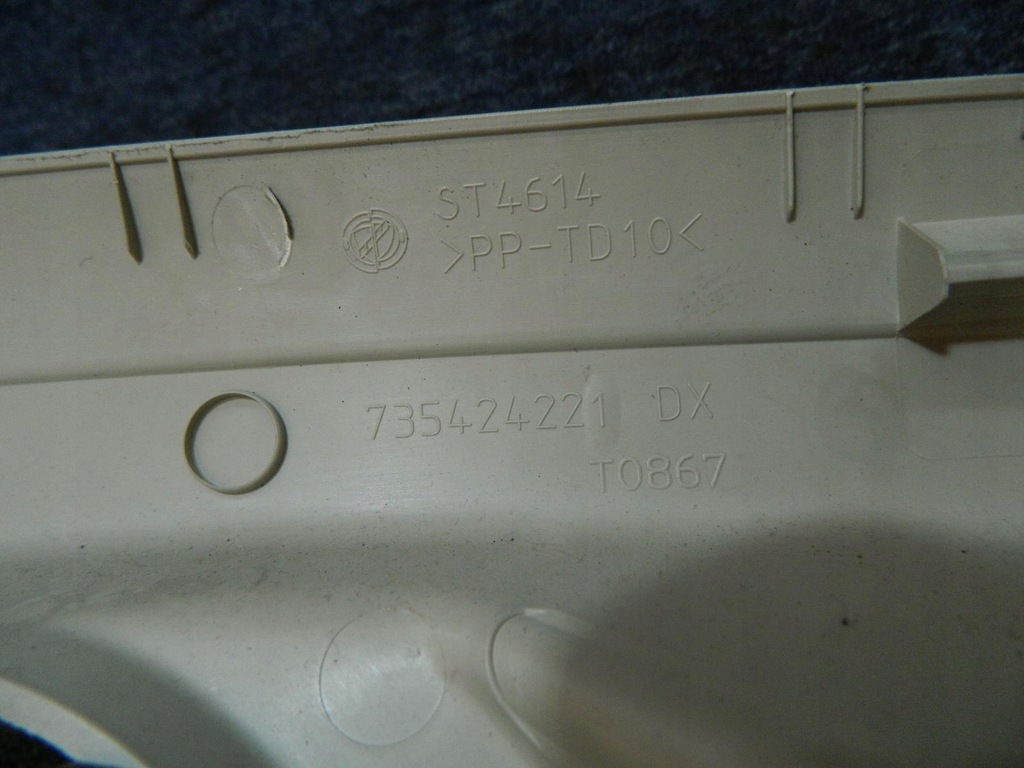 ST4614
>PP-TD10<
735424221 DX
T0867